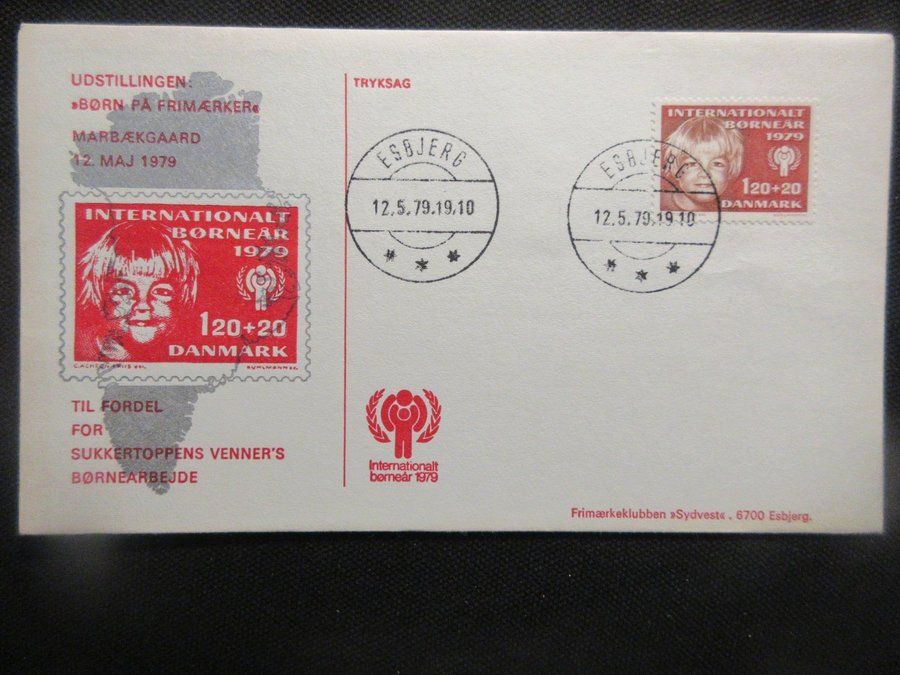 UDSTILLINGEN:
»BØRN PÅ FRIMÆRKER«
MARBÆKGAARD
12. MAJ 1979
INTERNATIONALT
BØRNEÅR
1979
1 20+20
DANMARK
TIL FORDEL
FOR
SUKKERTOPPENS VENNER'S
BØRNEARBEJDE
TRYKSAG
ESBJERG
12.5.79.19.10
ESBJERG
12.5.79.19.10
INTERNATIONALT
BØRNEÅR
1979
1 20+20
DANMARK
Internationalt
børneår 1979
Frimærkeklubben »Sydvest« . 6700 Esbjerg.